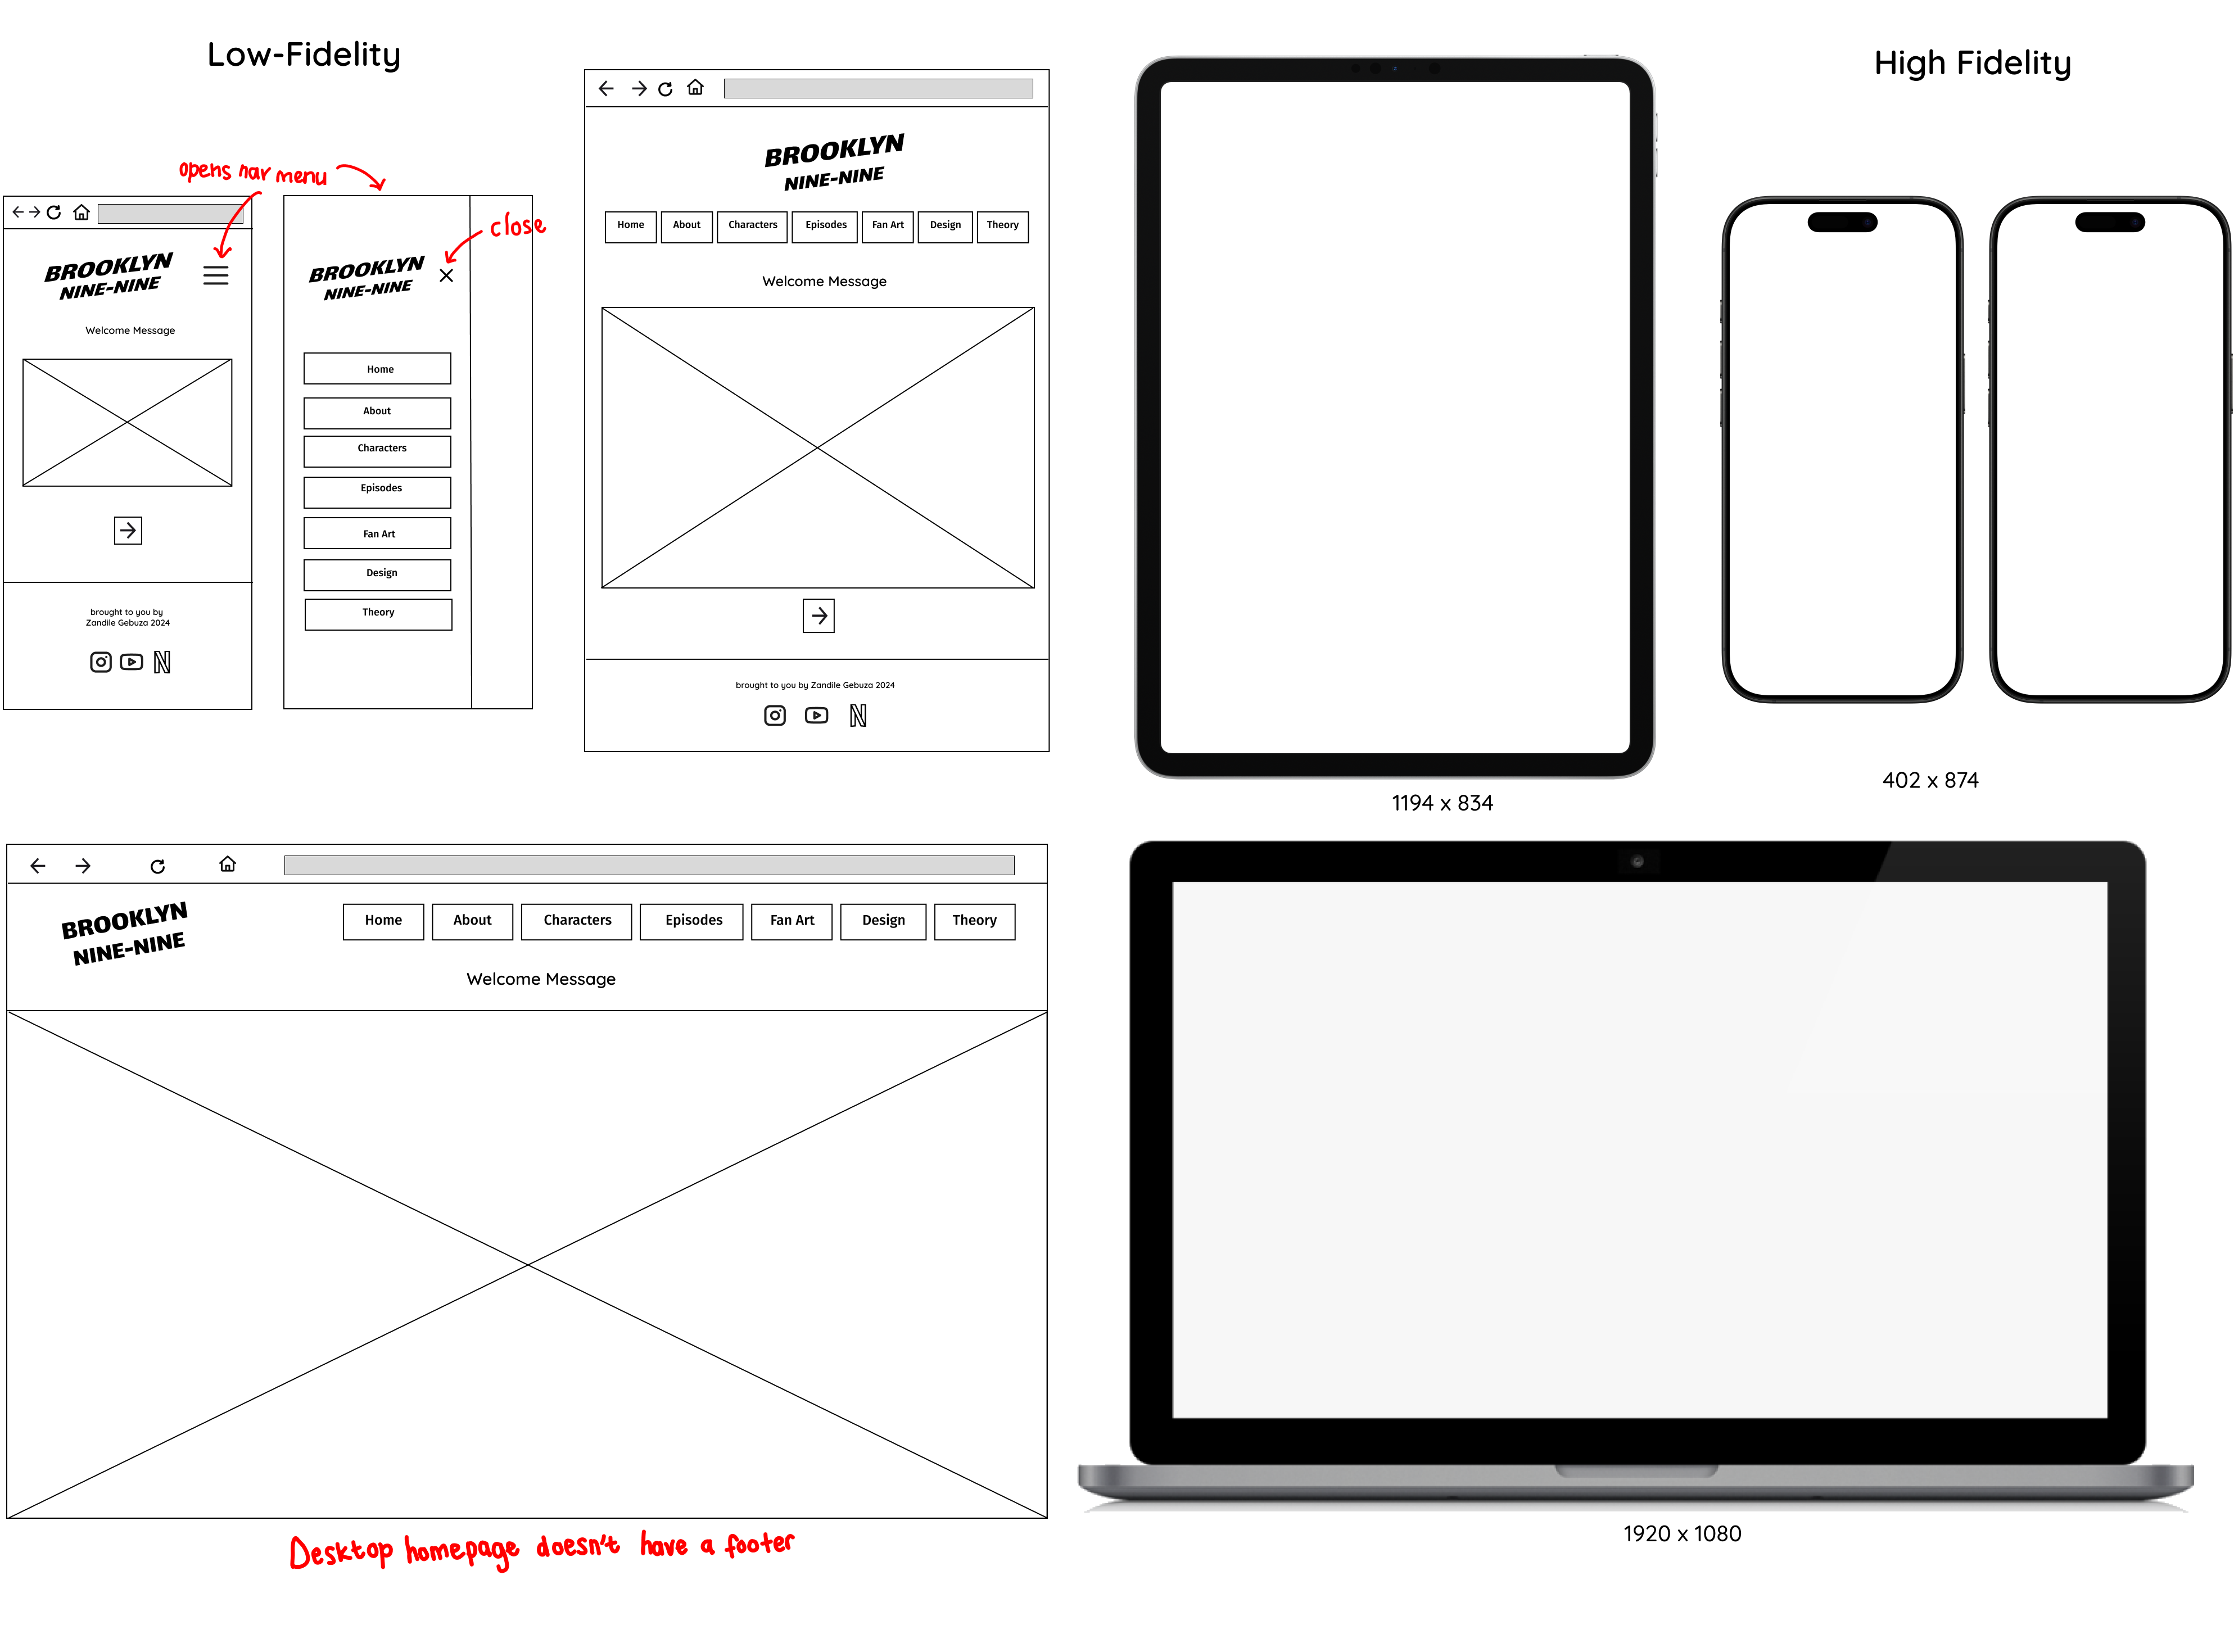 Low-Fidelity
High Fidelity
opens nav menu
close
BROOKLYN
NINE-NINE
Welcome Message
brought to you by
Zandile Gebuza 2024
BROOKLYN
NINE-NINE
Home
About
Characters
Episodes
Fan Art
Design
Theory
BROOKLYN
NINE-NINE
Home About Characters Episodes Fan Art Design Theory
Welcome Message
brought to you by Zandile Gebuza 2024
1194 x 834
402 x 874
BROOKLYN
NINE-NINE
Home About Characters Episodes Fan Art Design Theory
Welcome Message
Desktop homepage doesn't have a footer
1920 x 1080